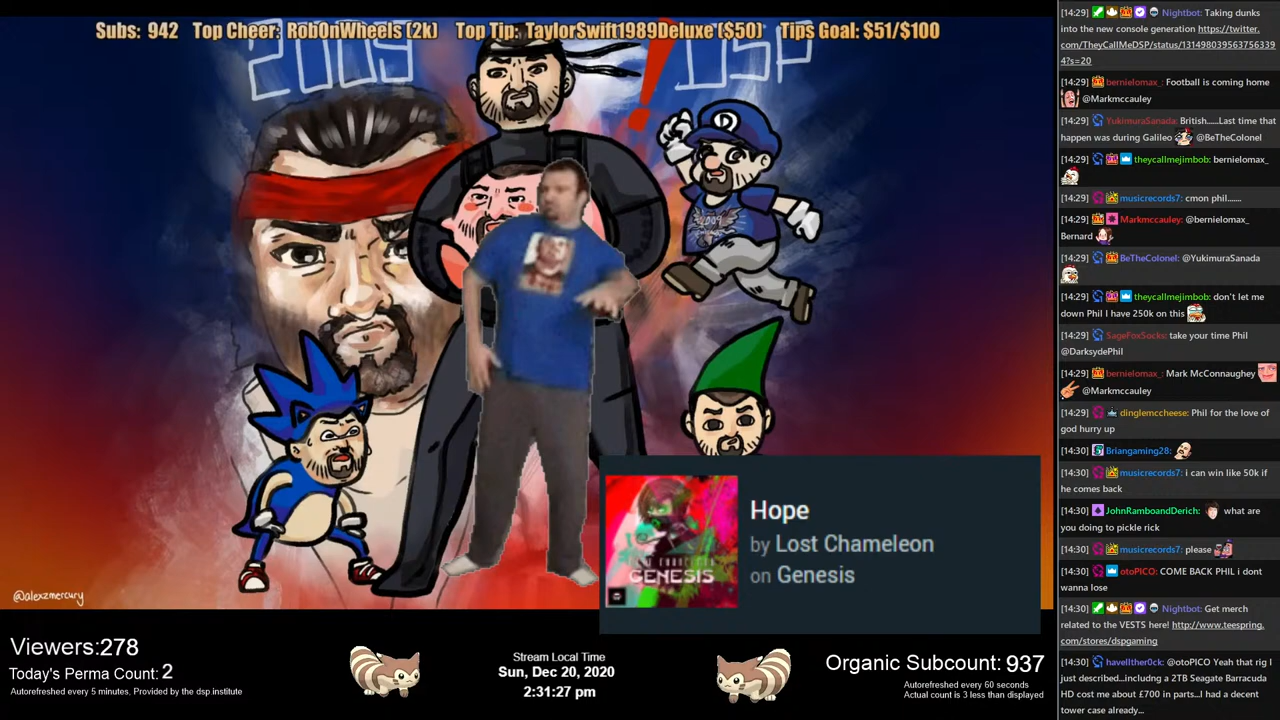 Subs: 942 Top Cheer: RobOnWheels (2k) Top Tip: TaylorSwift1989Deluxe ($50) Tips Goal: $51/$100
2009 DSP
D
2009
Hope
by Lost Chameleon
on Genesis
LOST CHAMELEON
GENESIS
@alexzmercury
Viewers:278
Today's Perma Count: 2
Autorefreshed every 5 minutes, Provided by the dsp institute
Stream Local Time
Sun, Dec 20, 2020
2:31:27 pm
Organic Subcount: 937
Autorefreshed every 60 seconds
Actual count is 3 less than displayed
[14:29] Nightbot: Taking dunks
into the new console generation https://twitter.
com/TheyCallMeDSP/status/131498039563756339
4?s=20
[14:29] bernielomax_: Football is coming home
@Markmccauley
[14:29] YukimuraSanada: British......Last time that
happen was during Galileo @BeTheColonel
[14:29] theycallmejimbob: bernielomax_
[14:29] musicrecords7: cmon phil.......
[14:29] Markmccauley: @bernielomax_
Bernard
[14:29] BeTheColonel: @YukimuraSanada
[14:29] theycallmejimbob: don't let me
down Phil I have 250k on this
[14:29] SageFoxSocks: take your time Phil
@DarksydePhil
[14:29] bernielomax_: Mark McConnaughey
@Markmccauley
[14:29] dinglemccheese: Phil for the love of
god hurry up
[14:30] Briangaming28:
[14:30] musicrecords7: i can win like 50k if
he comes back
[14:30] JohnRamboandDerich: what are
you doing to pickle rick
[14:30] musicrecords7: please
[14:30] otoPICO: COME BACK PHIL i dont
wanna lose
[14:30] Nightbot: Get merch
related to the VESTS here! http://www.teespring.
com/stores/dspgaming
[14:30] havellther0ck: @otoPICO Yeah that rig
just described...includng a 2TB Seagate Barracuda
HD cost me about £700 in parts...I had a decent
tower case already...